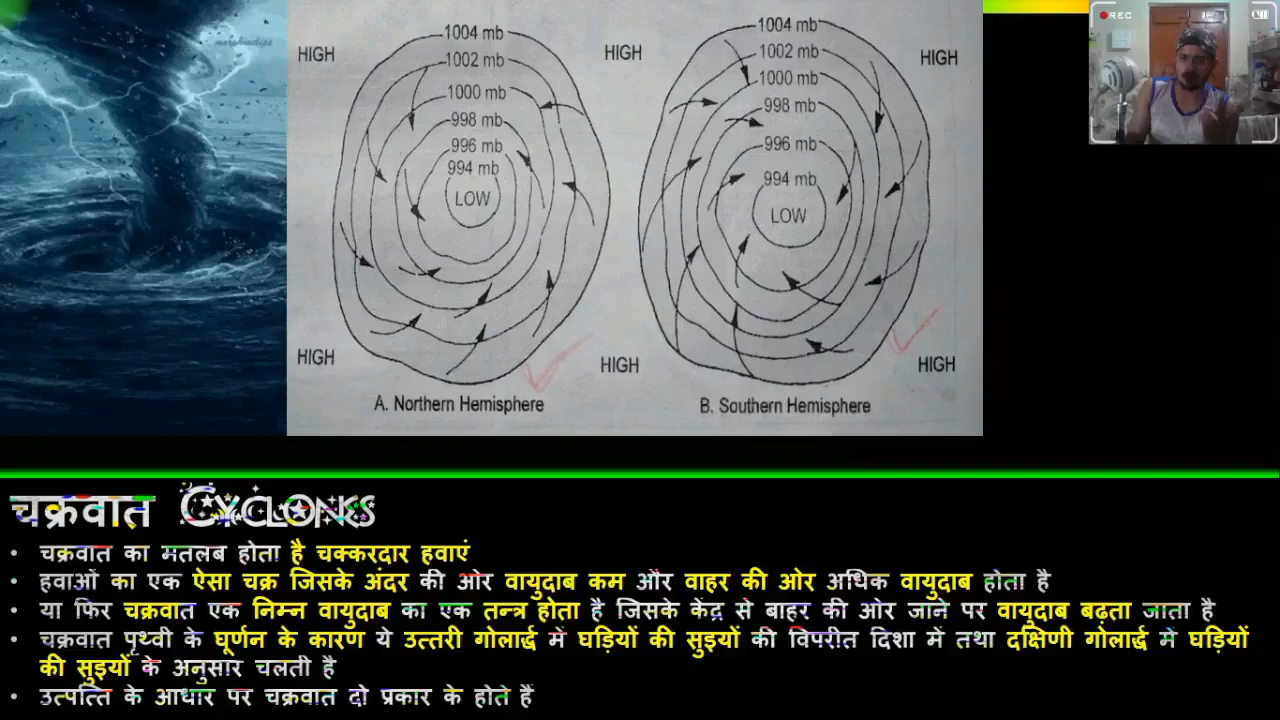 REC
1004 mb
1002 mb
1000 mb
998 mb
996 mb
994 mb
LOW
HIGH
HIGH
A. Northern Hemisphere
1004 mb
1002 mb
1000 mb
998 mb
996 mb
994 mb
LOW
HIGH
HIGH
HIGH
HIGH
B. Southern Hemisphere
चक्रवात CYCLONES
• चक्रवात का मतलब होता है चक्करदार हवाएं
• हवाओं का एक ऐसा चक्र जिसके अंदर की ओर वायुदाब कम और वाहर की ओर अधिक वायुदाब होता है
• या फिर चक्रवात एक निम्न वायुदाब का एक तन्त्र होता है जिसके केंद्र से बाहर की ओर जाने पर वायुदाब बढ़ता जाता है
• चक्रवात पृथ्वी के घूर्णन के कारण ये उत्तरी गोलार्द्ध में घड़ियों की सुइयों की विपरीत दिशा में तथा दक्षिणी गोलार्द्ध मे घड़ियो
की सुइयों के अनुसार चलती है
• उत्पत्ति के आधार पर चक्रवात दो प्रकार के होते हैं